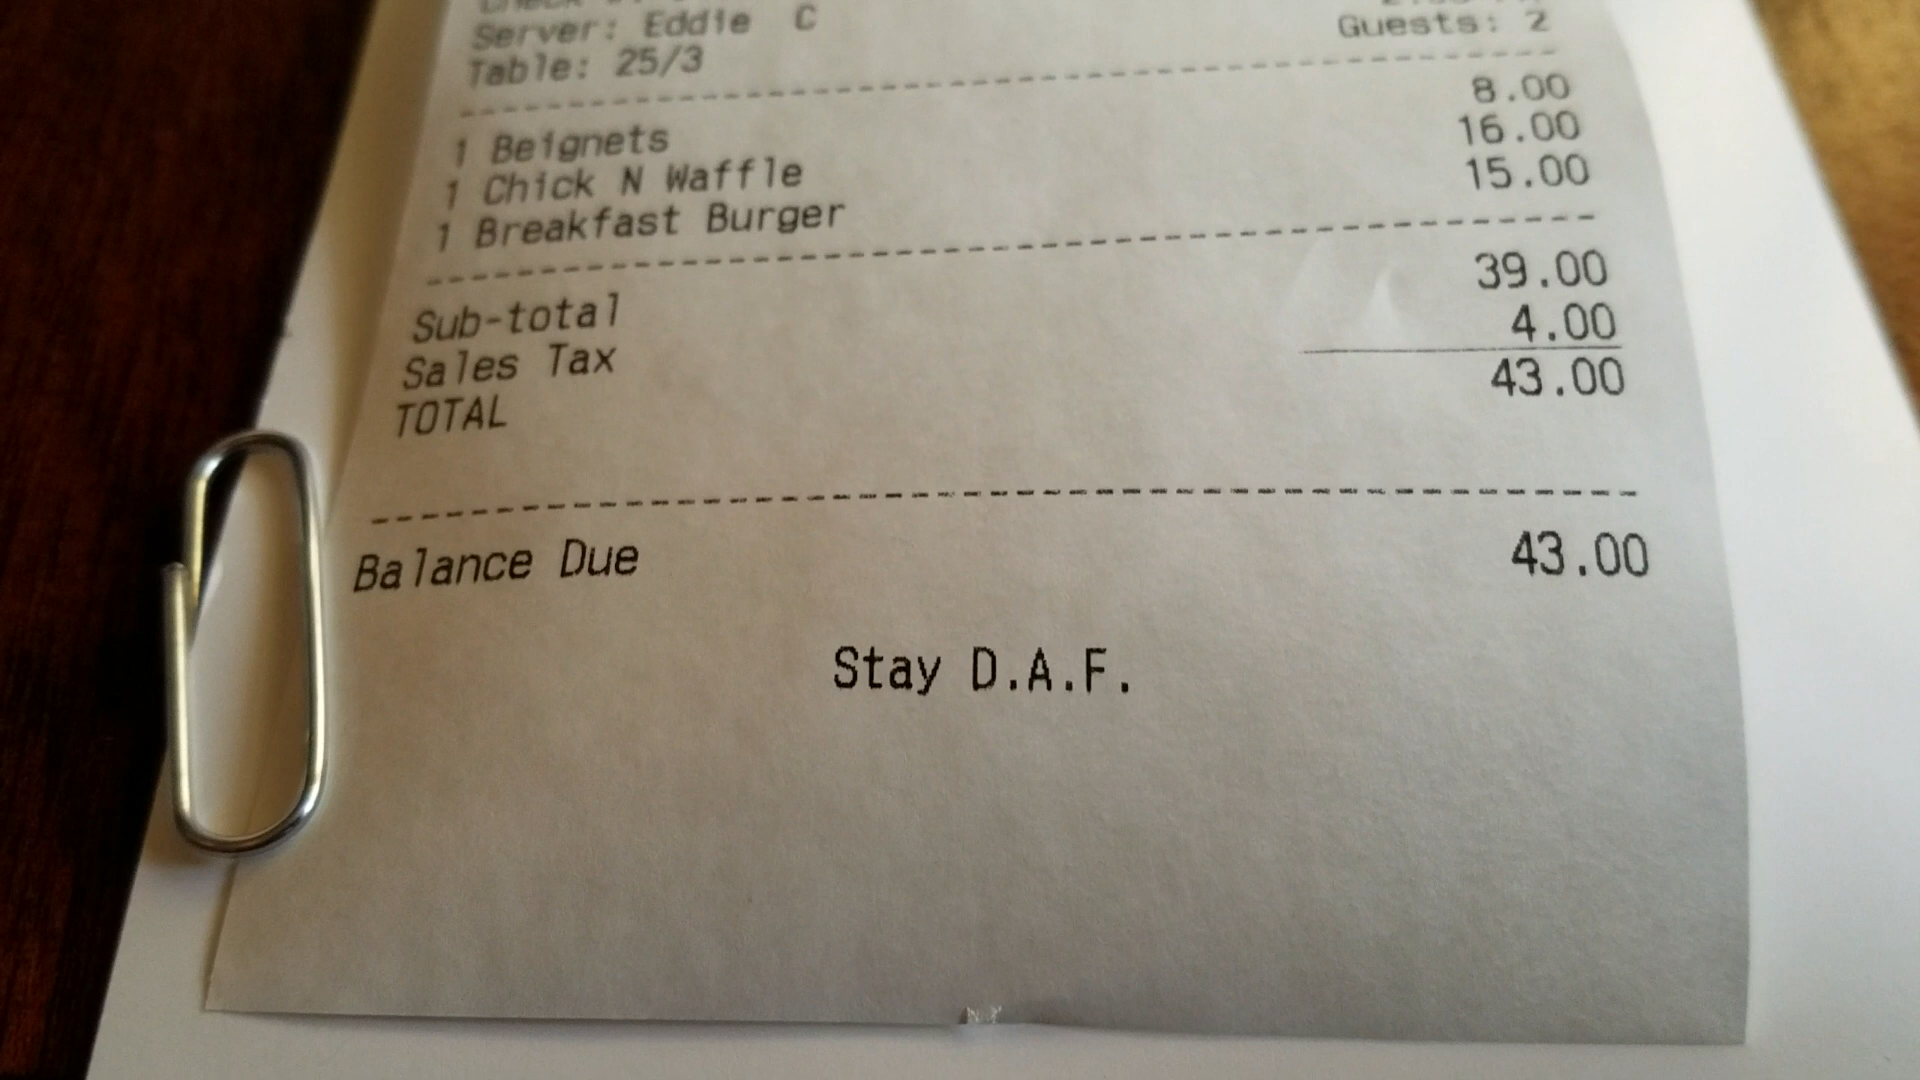 Server: Eddie C Guests: 2
Table: 25/3
1 Beignets 8.00
1 Chick N Waffle 16.00
1 Breakfast Burger 15.00
Sub-total 39.00
Sales Tax 4.00
TOTAL 43.00
Balance Due 43.00
Stay D.A.F.